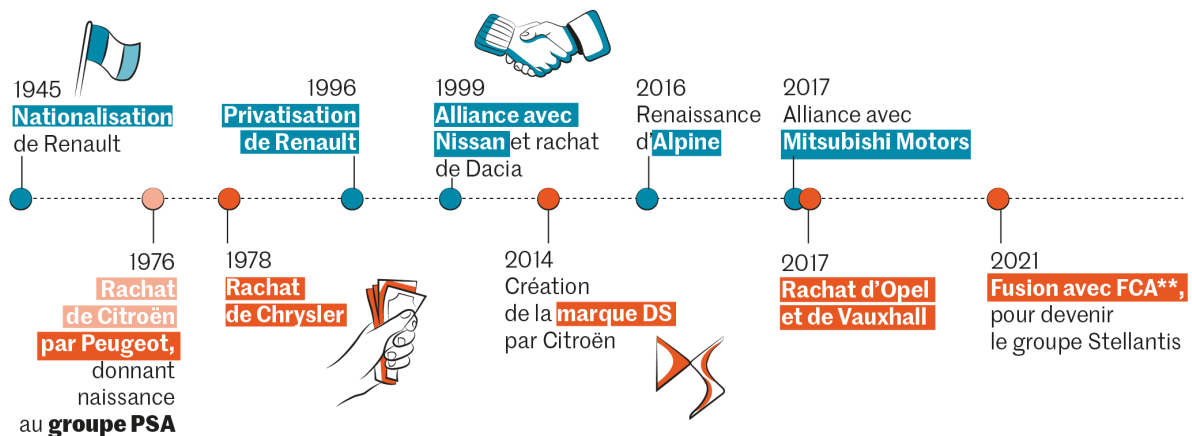 1945
Nationalisation
de Renault
1996
Privatisation
de Renault
1999
Alliance avec
Nissan et rachat
de Dacia
2016
Renaissance
d'Alpine
2017
Alliance avec
Mitsubishi Motors
1976
Rachat
de Citroën
par Peugeot,
donnant
naissance
au groupe PSA
1978
Rachat
de Chrysler
2014
Création
de la marque DS
par Citroën
DS
2017
Rachat d'Opel
et de Vauxhall
2021
Fusion avec FCA**,
pour devenir
le groupe Stellantis